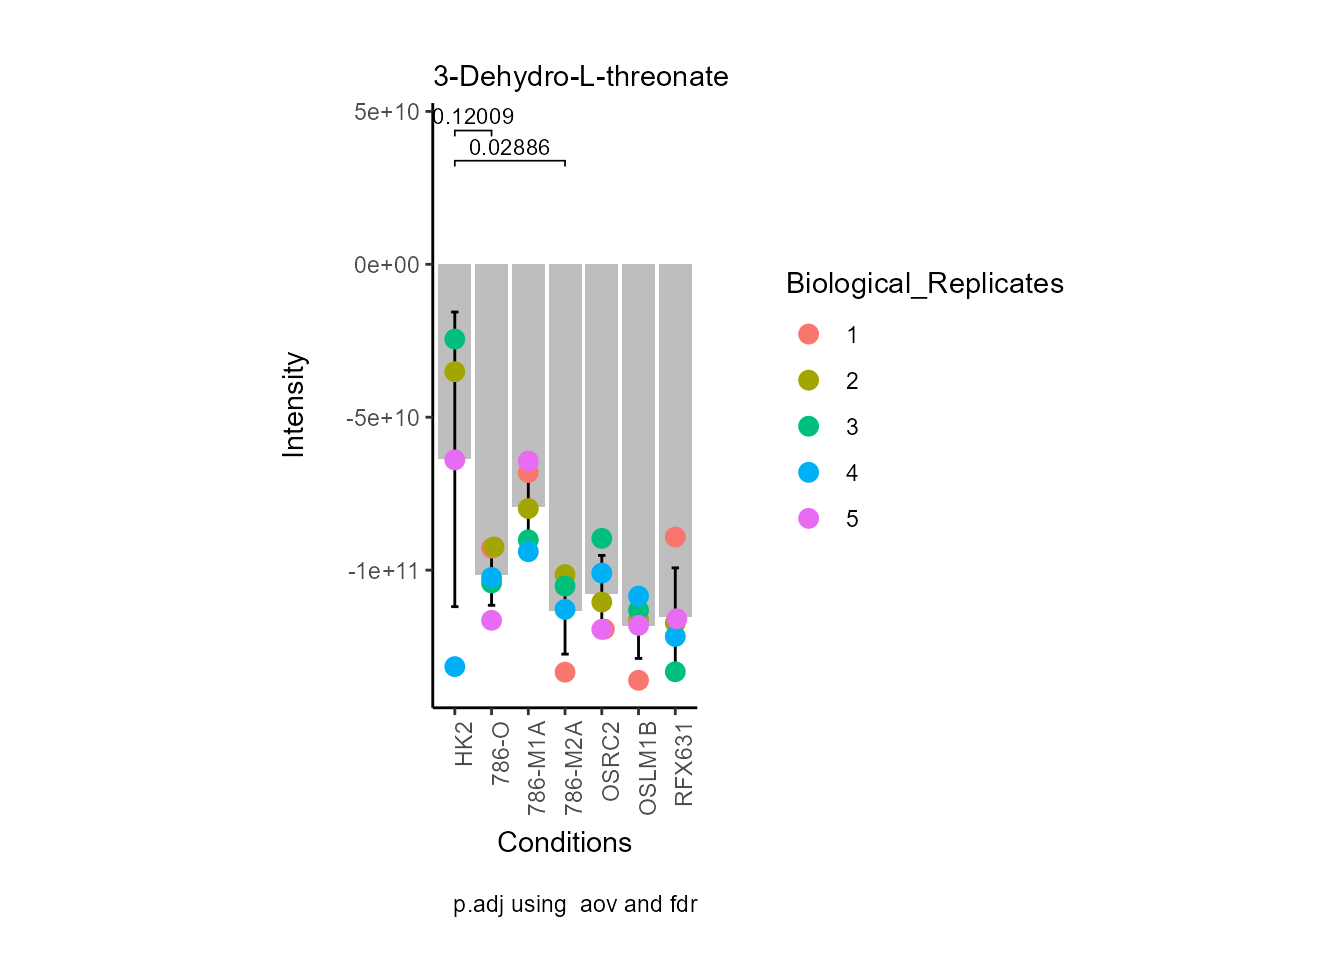 3-Dehydro-L-threonate
5e+10
0e+00
-5e+10
-1e+11
0.12009
0.02886
Intensity
HK2
786-O
786-M1A
786-M2A
OSRC2
OSLM1B
RFX631
Conditions
p.adj using  aov and fdr
Biological_Replicates
1
2
3
4
5